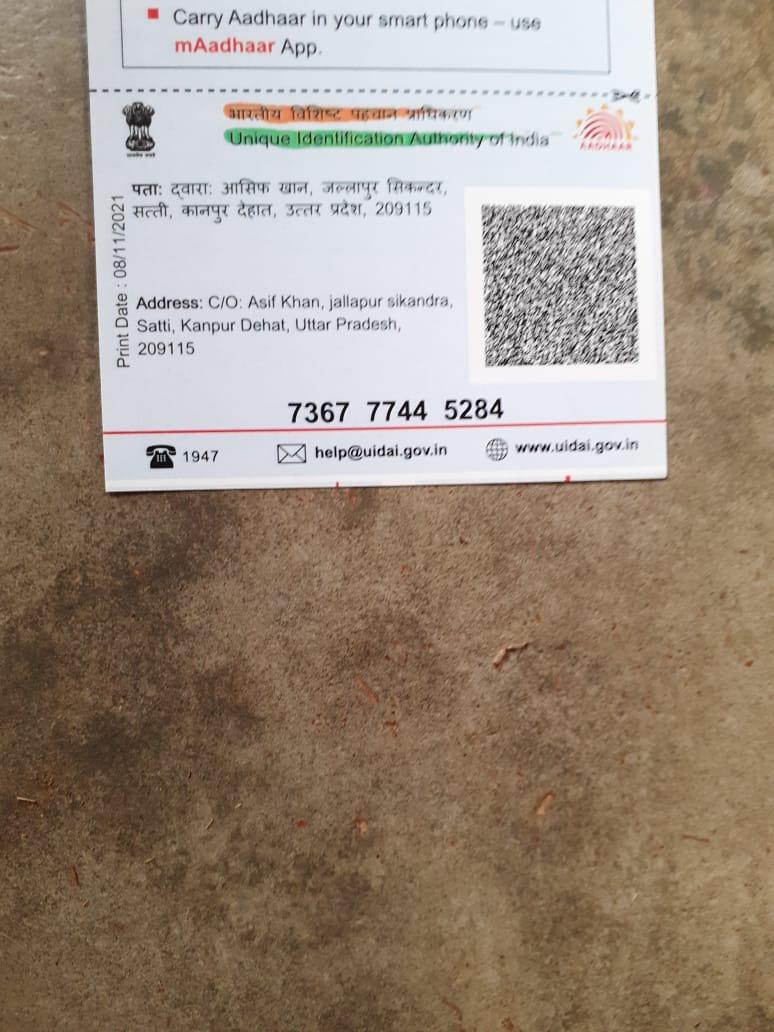 Carry Aadhaar in your smart phone – use
mAadhaar App.
भारतीय विशिष्ट पहचान प्राधिकरण
Unique Identification Authority of India
AADHAAR
पता: द्वारा: आसिफ खान, जल्लापुर सिकन्दर,
सत्ती, कानपुर देहात, उत्तर प्रदेश, 209115
Print Date : 08/11/2021
Address: C/O: Asif Khan, jallapur sikandra,
Satti, Kanpur Dehat, Uttar Pradesh,
209115
7367 7744 5284
1947 help@uidai.gov.in www.uidai.gov.in